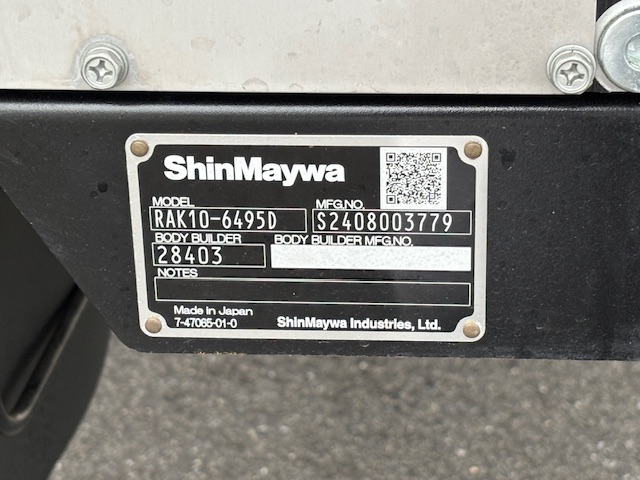 ShinMaywa
MODEL MFG.NO.
RAK10-6495D S2408003779
BODY BUILDER BODY BUILDER MFG.NO.
28403
NOTES
Made in Japan
7-47065-01-0 ShinMaywa Industries, Ltd.